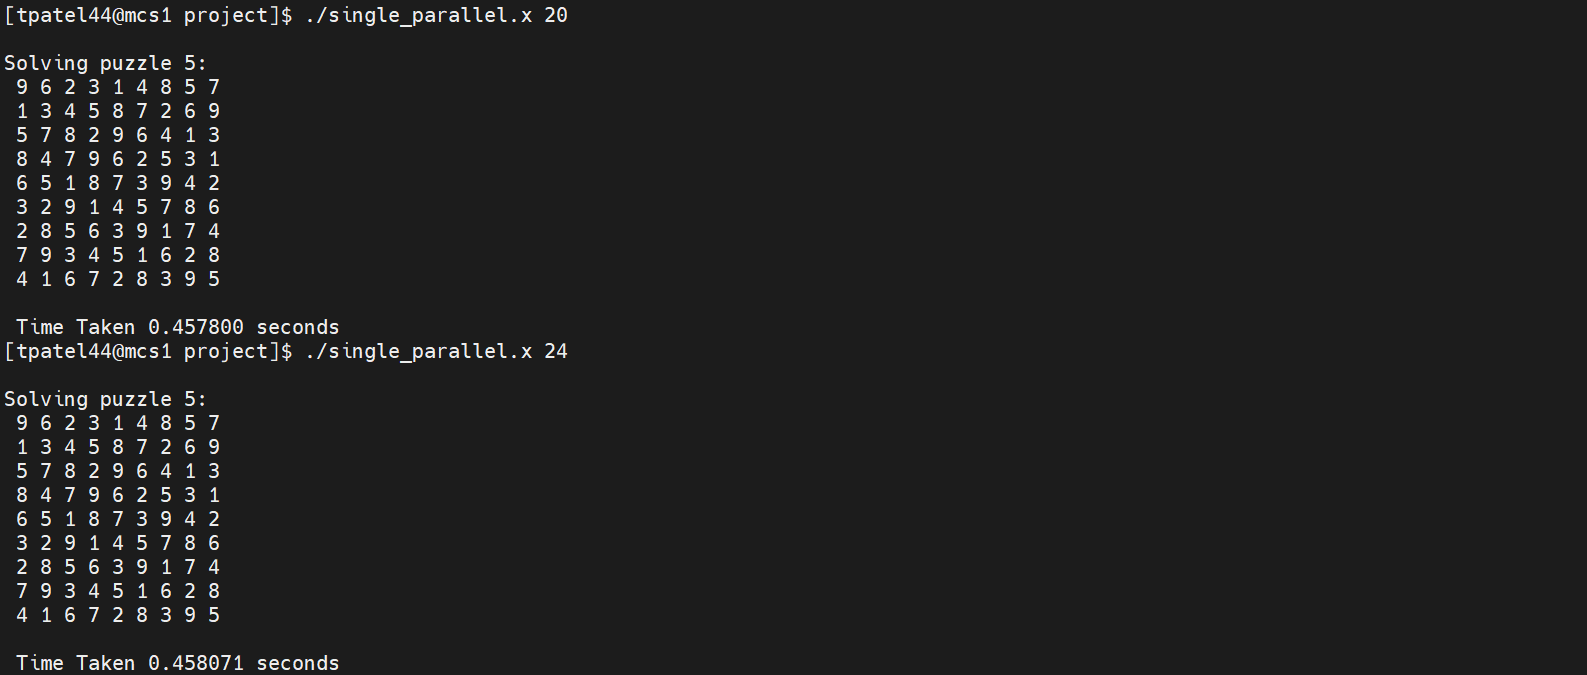 [tpatel44@mcs1 project]$ ./single_parallel.x 20
Solving puzzle 5:
9 6 2 3 1 4 8 5 7
1 3 4 5 8 7 2 6 9
5 7 8 2 9 6 4 1 3
8 4 7 9 6 2 5 3 1
6 5 1 8 7 3 9 4 2
3 2 9 1 4 5 7 8 6
2 8 5 6 3 9 1 7 4
7 9 3 4 5 1 6 2 8
4 1 6 7 2 8 3 9 5
Time Taken 0.457800 seconds
[tpatel44@mcs1 project]$ ./single_parallel.x 24
Solving puzzle 5:
9 6 2 3 1 4 8 5 7
1 3 4 5 8 7 2 6 9
5 7 8 2 9 6 4 1 3
8 4 7 9 6 2 5 3 1
6 5 1 8 7 3 9 4 2
3 2 9 1 4 5 7 8 6
2 8 5 6 3 9 1 7 4
7 9 3 4 5 1 6 2 8
4 1 6 7 2 8 3 9 5
Time Taken 0.458071 seconds